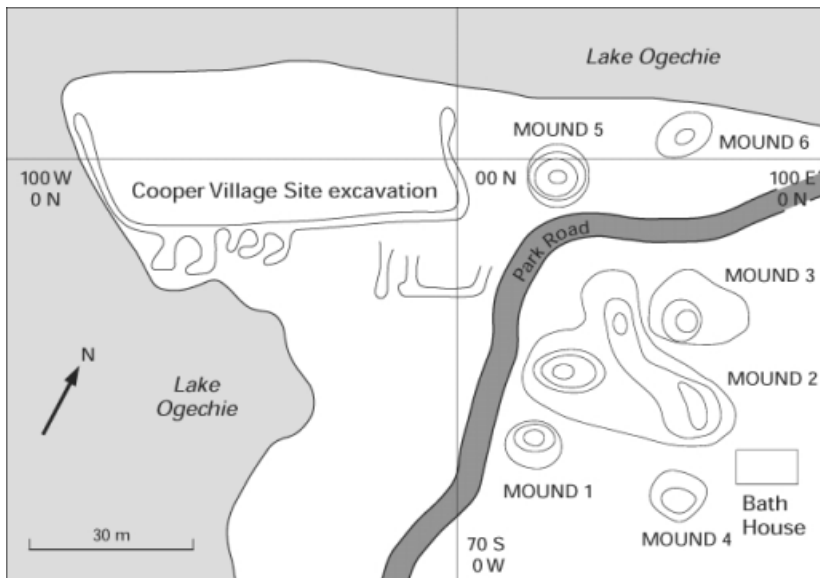 Lake Ogechie
MOUND 5
MOUND 6
100 W
0 N
Cooper Village Site excavation
00 N
100 E
0 N
Park Road
MOUND 3
N
Lake
Ogechie
MOUND 2
MOUND 1
MOUND 4
Bath
House
30 m
70 S
0 W